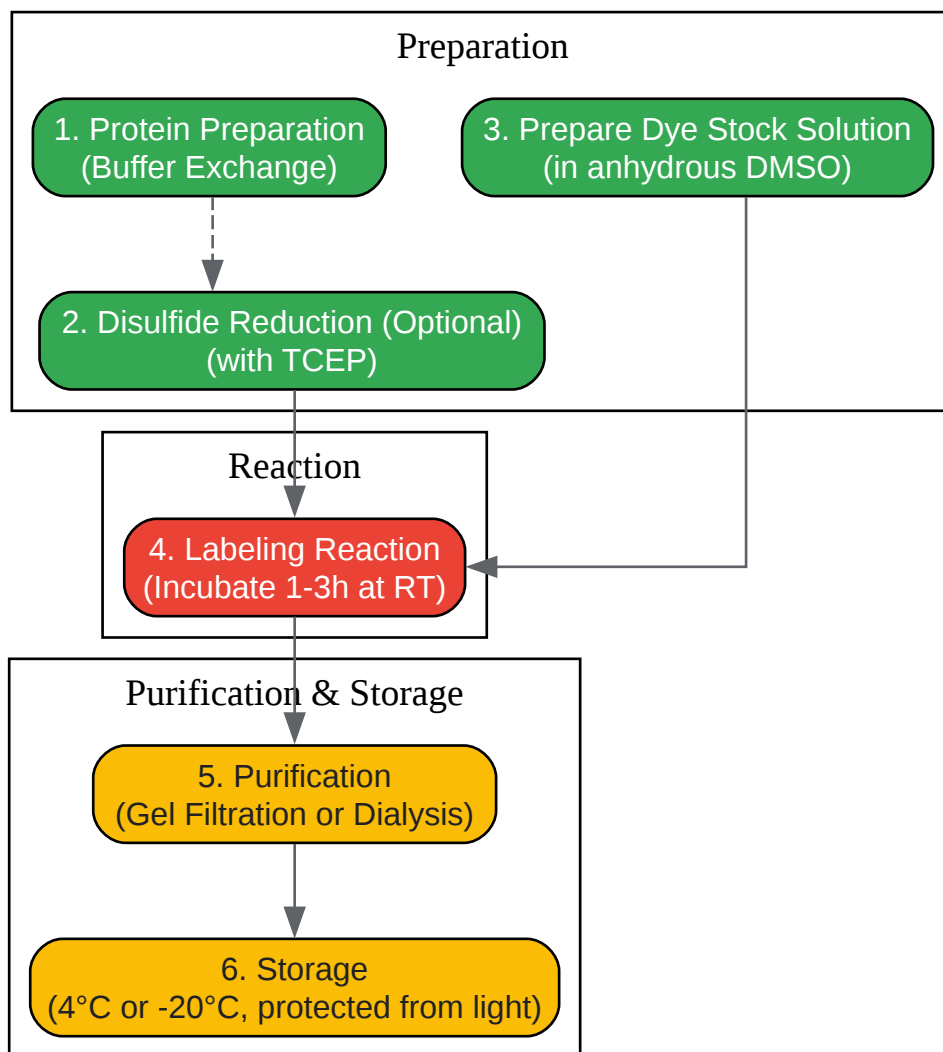 Preparation
1. Protein Preparation
(Buffer Exchange)
3. Prepare Dye Stock Solution
(in anhydrous DMSO)
2. Disulfide Reduction (Optional)
(with TCEP)
Reaction
4. Labeling Reaction
(Incubate 1-3h at RT)
Purification & Storage
5. Purification
(Gel Filtration or Dialysis)
6. Storage
(4°C or -20°C, protected from light)